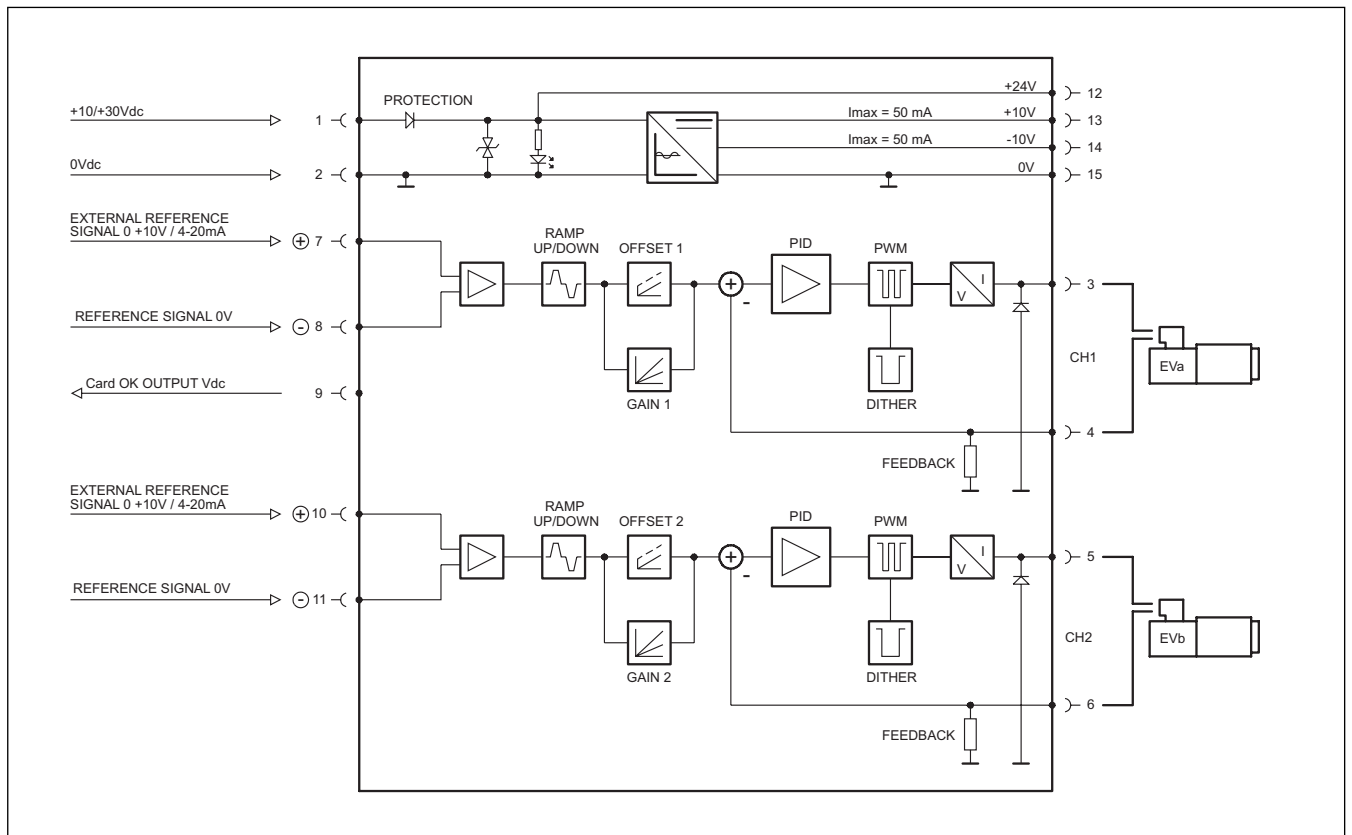 +24V
12
PROTECTION
+10/+30Vdc
1
Imax = 50 mA
+10V
13
Imax = 50 mA
-10V
14
0Vdc
2
0V
15
EXTERNAL REFERENCE
SIGNAL 0 +10V / 4-20mA
+ 7
RAMP
UP/DOWN
OFFSET 1
PID
PWM
+
-
I
V
3
REFERENCE SIGNAL 0V
- 8
CH1
EVa
Card OK OUTPUT Vdc
9
GAIN 1
DITHER
4
FEEDBACK
EXTERNAL REFERENCE
SIGNAL 0 +10V / 4-20mA
+ 10
RAMP
UP/DOWN
OFFSET 2
PID
PWM
+
-
I
V
5
REFERENCE SIGNAL 0V
- 11
CH2
EVb
GAIN 2
DITHER
6
FEEDBACK